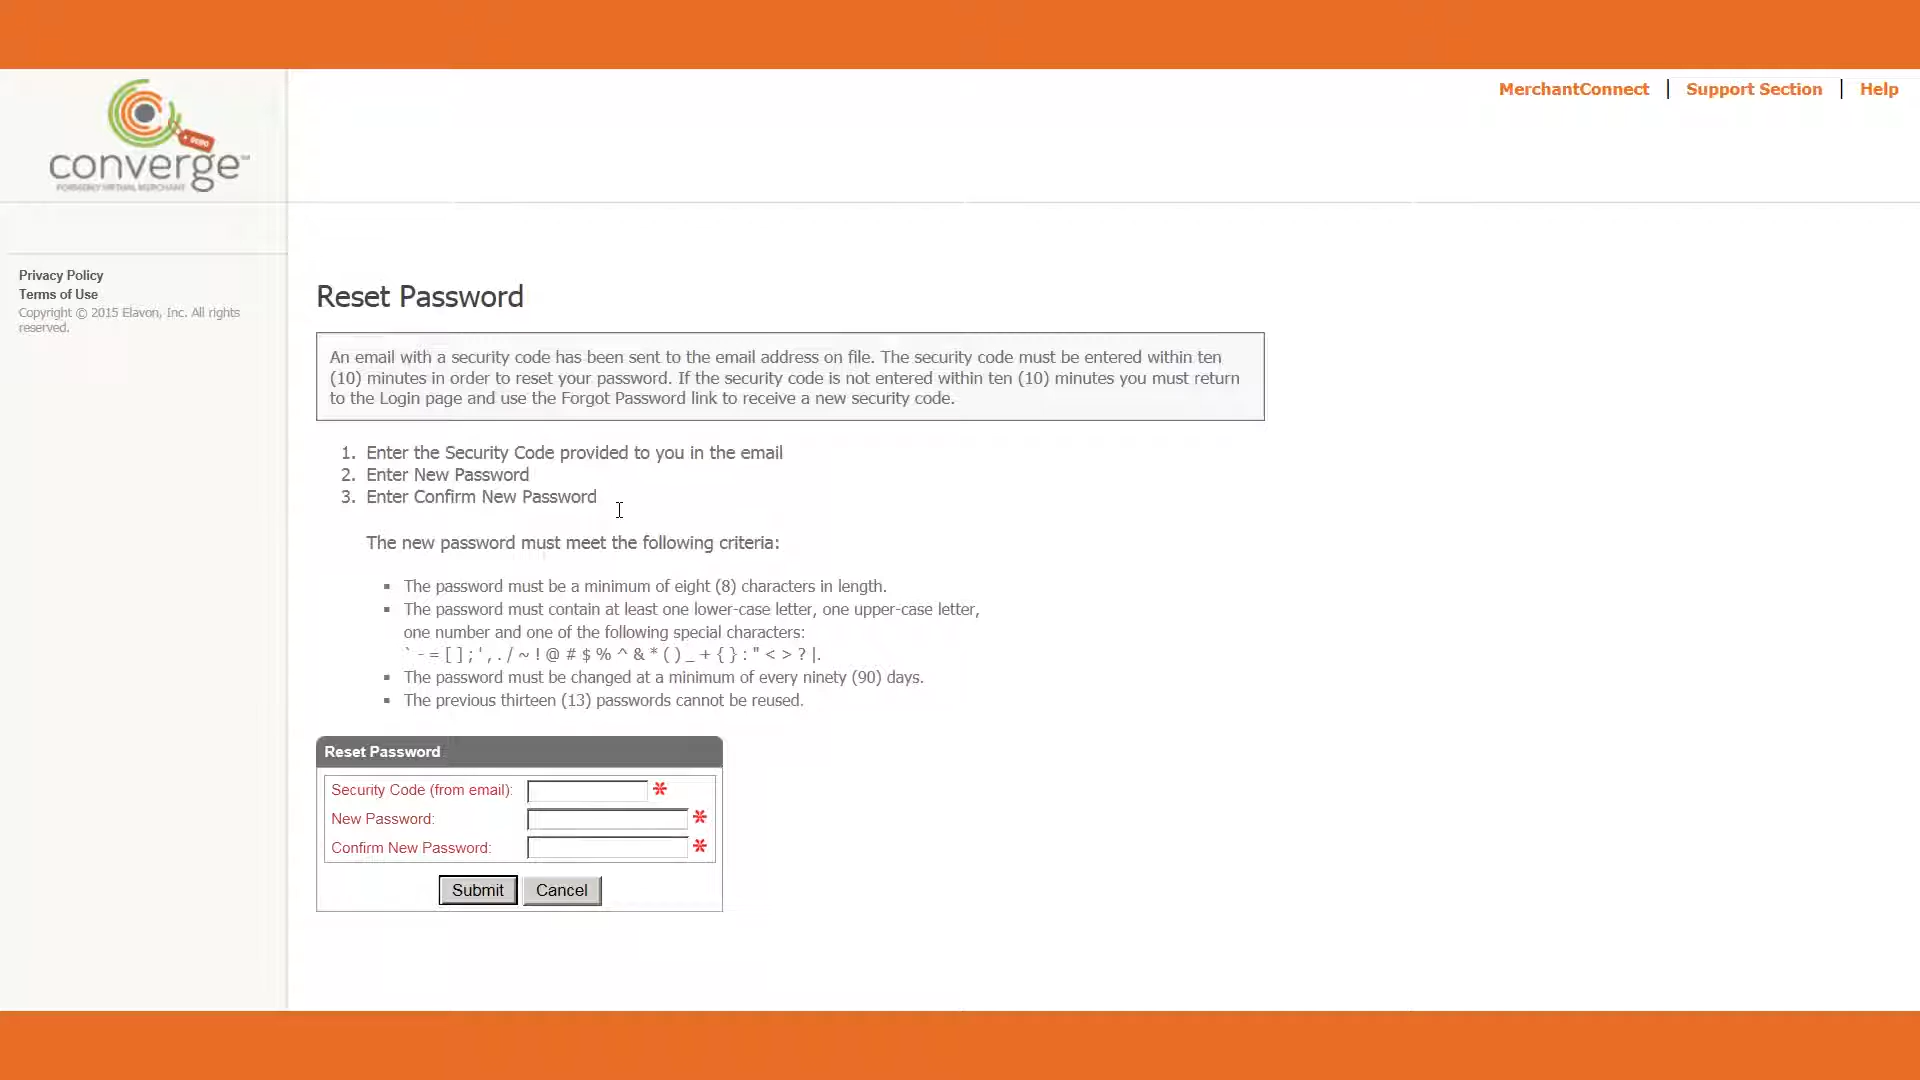 MerchantConnect | Support Section | Help
DEMO
converge™
FORMERLY VIRTUAL MERCHANT
Privacy Policy
Terms of Use
Copyright © 2015 Elavon, Inc. All rights
reserved.
Reset Password
An email with a security code has been sent to the email address on file. The security code must be entered within ten
(10) minutes in order to reset your password. If the security code is not entered within ten (10) minutes you must return
to the Login page and use the Forgot Password link to receive a new security code.
1. Enter the Security Code provided to you in the email
2. Enter New Password
3. Enter Confirm New Password
The new password must meet the following criteria:
▪ The password must be a minimum of eight (8) characters in length.
▪ The password must contain at least one lower-case letter, one upper-case letter,
one number and one of the following special characters:
` - = [ ] ; ' , . / ~ ! @ # $ % ^ & * ( ) _ + { } : " < > ? |.
▪ The password must be changed at a minimum of every ninety (90) days.
▪ The previous thirteen (13) passwords cannot be reused.
Reset Password
Security Code (from email): *
New Password: *
Confirm New Password: *
Submit Cancel